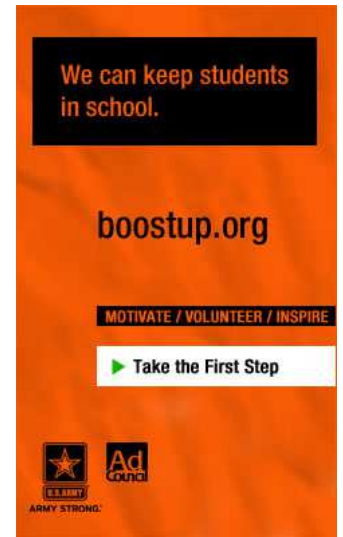 We can keep students
in school.
boostup.org
MOTIVATE / VOLUNTEER / INSPIRE
Take the First Step
Ad
Council
U.S.ARMY
ARMY STRONG.